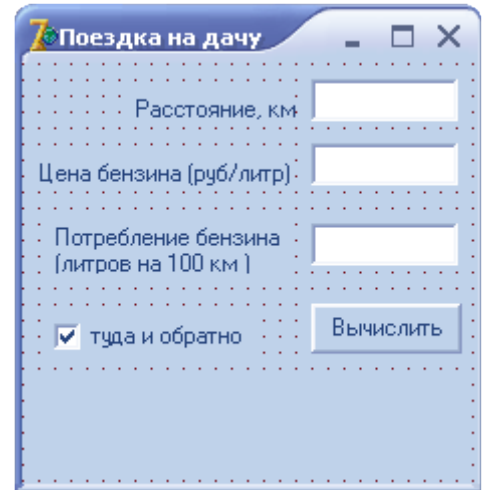 Поездка на дачу
Расстояние, км
Цена бензина (руб/литр)
Потребление бензина
(литров на 100 км )
туда и обратно
Вычислить